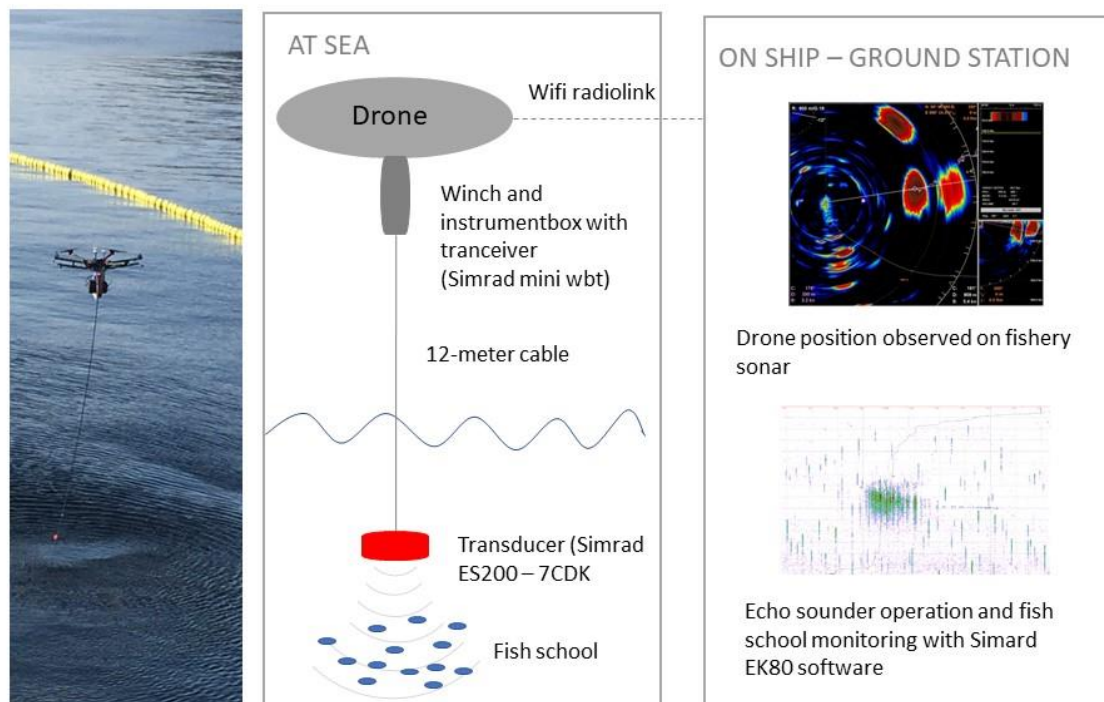 AT SEA
Drone
Wifi radiolink
Winch and
instrumentbox with
tranceiver
(Simrad mini wbt)
12-meter cable
Transducer (Simrad
ES200 – 7CDK
Fish school
ON SHIP – GROUND STATION
Drone position observed on fishery
sonar
Echo sounder operation and fish
school monitoring with Simard
EK80 software